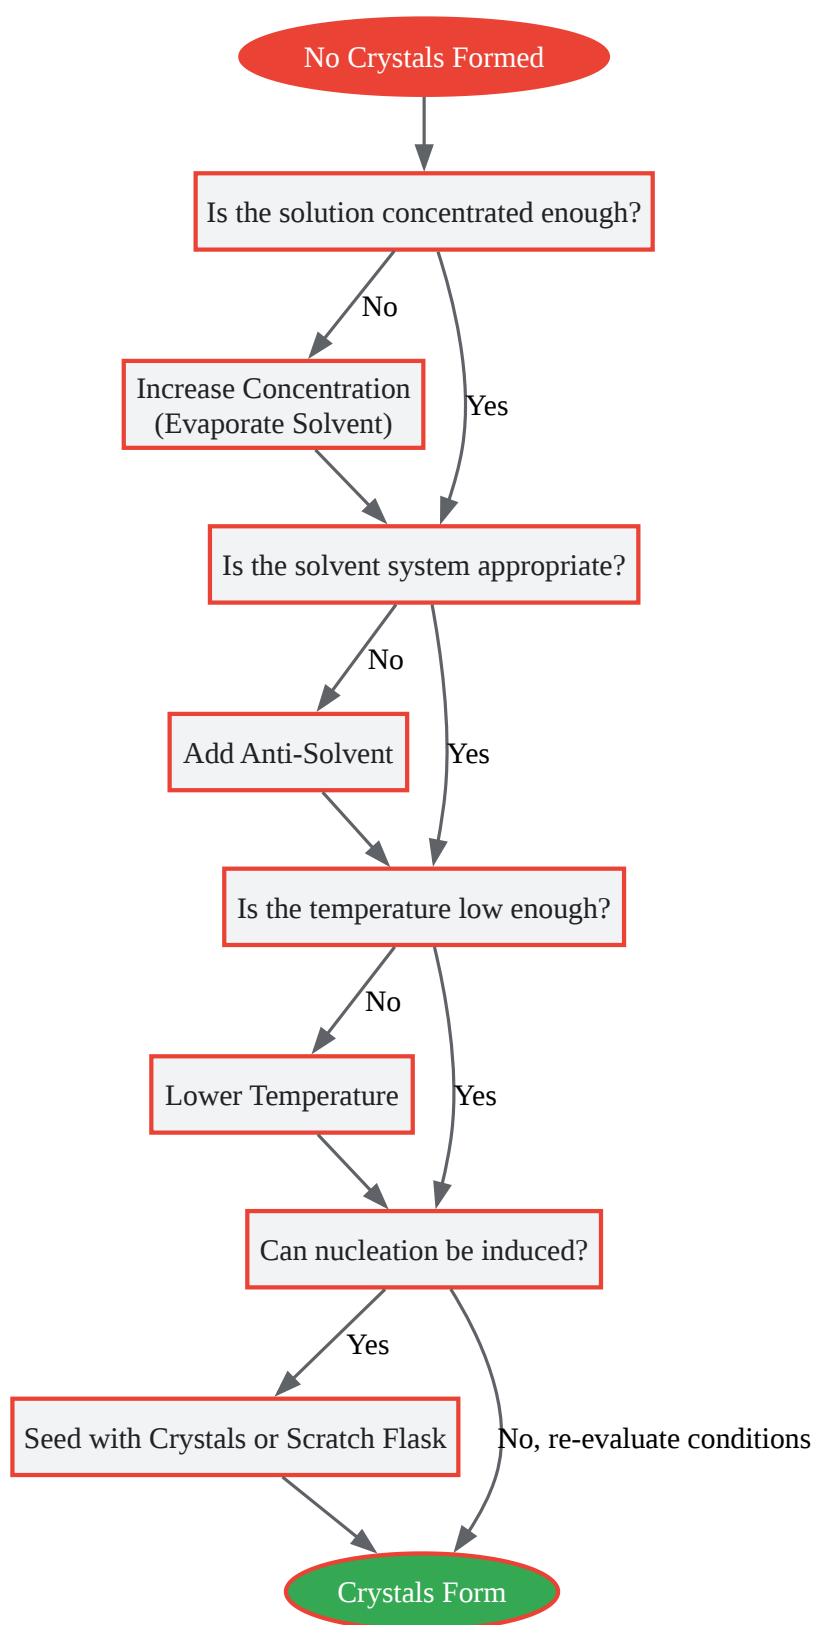 No Crystals Formed
Is the solution concentrated enough?
No
Increase Concentration
(Evaporate Solvent)
Yes
Is the solvent system appropriate?
No
Add Anti-Solvent
Yes
Is the temperature low enough?
No
Lower Temperature
Yes
Can nucleation be induced?
Yes
Seed with Crystals or Scratch Flask
No, re-evaluate conditions
Crystals Form